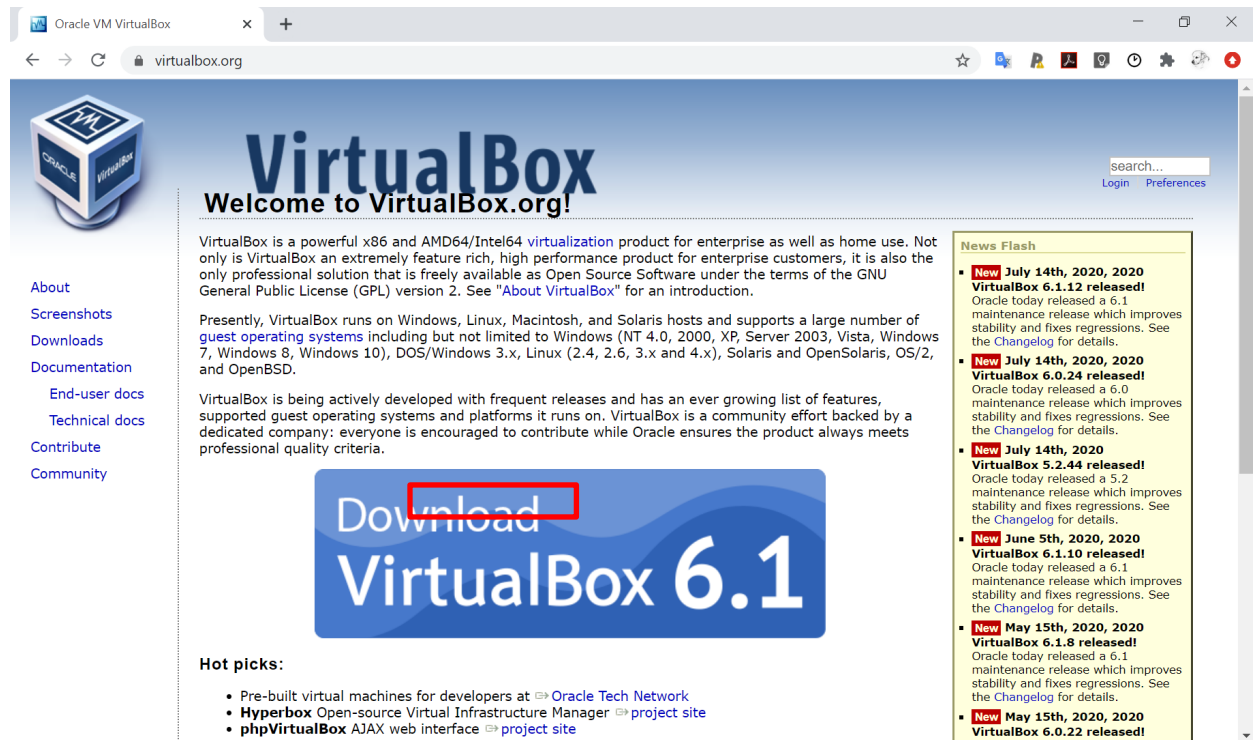 Oracle VM VirtualBox
virtualbox.org
ORACLE
VirtualBox
VirtualBox
Welcome to VirtualBox.org!
search...
Login Preferences
About
Screenshots
Downloads
Documentation
End-user docs
Technical docs
Contribute
Community
VirtualBox is a powerful x86 and AMD64/Intel64 virtualization product for enterprise as well as home use. Not
only is VirtualBox an extremely feature rich, high performance product for enterprise customers, it is also the
only professional solution that is freely available as Open Source Software under the terms of the GNU
General Public License (GPL) version 2. See "About VirtualBox" for an introduction.
Presently, VirtualBox runs on Windows, Linux, Macintosh, and Solaris hosts and supports a large number of
guest operating systems including but not limited to Windows (NT 4.0, 2000, XP, Server 2003, Vista, Windows
7, Windows 8, Windows 10), DOS/Windows 3.x, Linux (2.4, 2.6, 3.x and 4.x), Solaris and OpenSolaris, OS/2,
and OpenBSD.
VirtualBox is being actively developed with frequent releases and has an ever growing list of features,
supported guest operating systems and platforms it runs on. VirtualBox is a community effort backed by a
dedicated company: everyone is encouraged to contribute while Oracle ensures the product always meets
professional quality criteria.
Download
VirtualBox 6.1
Hot picks:
• Pre-built virtual machines for developers at Oracle Tech Network
• Hyperbox Open-source Virtual Infrastructure Manager project site
• phpVirtualBox AJAX web interface project site
News Flash
New July 14th, 2020, 2020
VirtualBox 6.1.12 released!
Oracle today released a 6.1
maintenance release which improves
stability and fixes regressions. See
the Changelog for details.
New July 14th, 2020, 2020
VirtualBox 6.0.24 released!
Oracle today released a 6.0
maintenance release which improves
stability and fixes regressions. See
the Changelog for details.
New July 14th, 2020
VirtualBox 5.2.44 released!
Oracle today released a 5.2
maintenance release which improves
stability and fixes regressions. See
the Changelog for details.
New June 5th, 2020, 2020
VirtualBox 6.1.10 released!
Oracle today released a 6.1
maintenance release which improves
stability and fixes regressions. See
the Changelog for details.
New May 15th, 2020, 2020
VirtualBox 6.1.8 released!
Oracle today released a 6.1
maintenance release which improves
stability and fixes regressions. See
the Changelog for details.
New May 15th, 2020, 2020
VirtualBox 6.0.22 released!